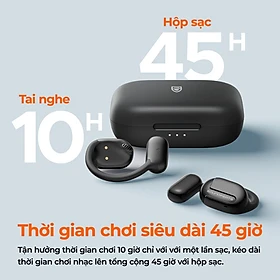 Hộp sạc
45H
Tai nghe
10H
Thời gian chơi siêu dài 45 giờ
Tận hưởng thời gian chơi 10 giờ chỉ với với một lần sạc, kéo dài
thời gian chơi nhạc lên tổng cộng 45 giờ với hộp sạc.